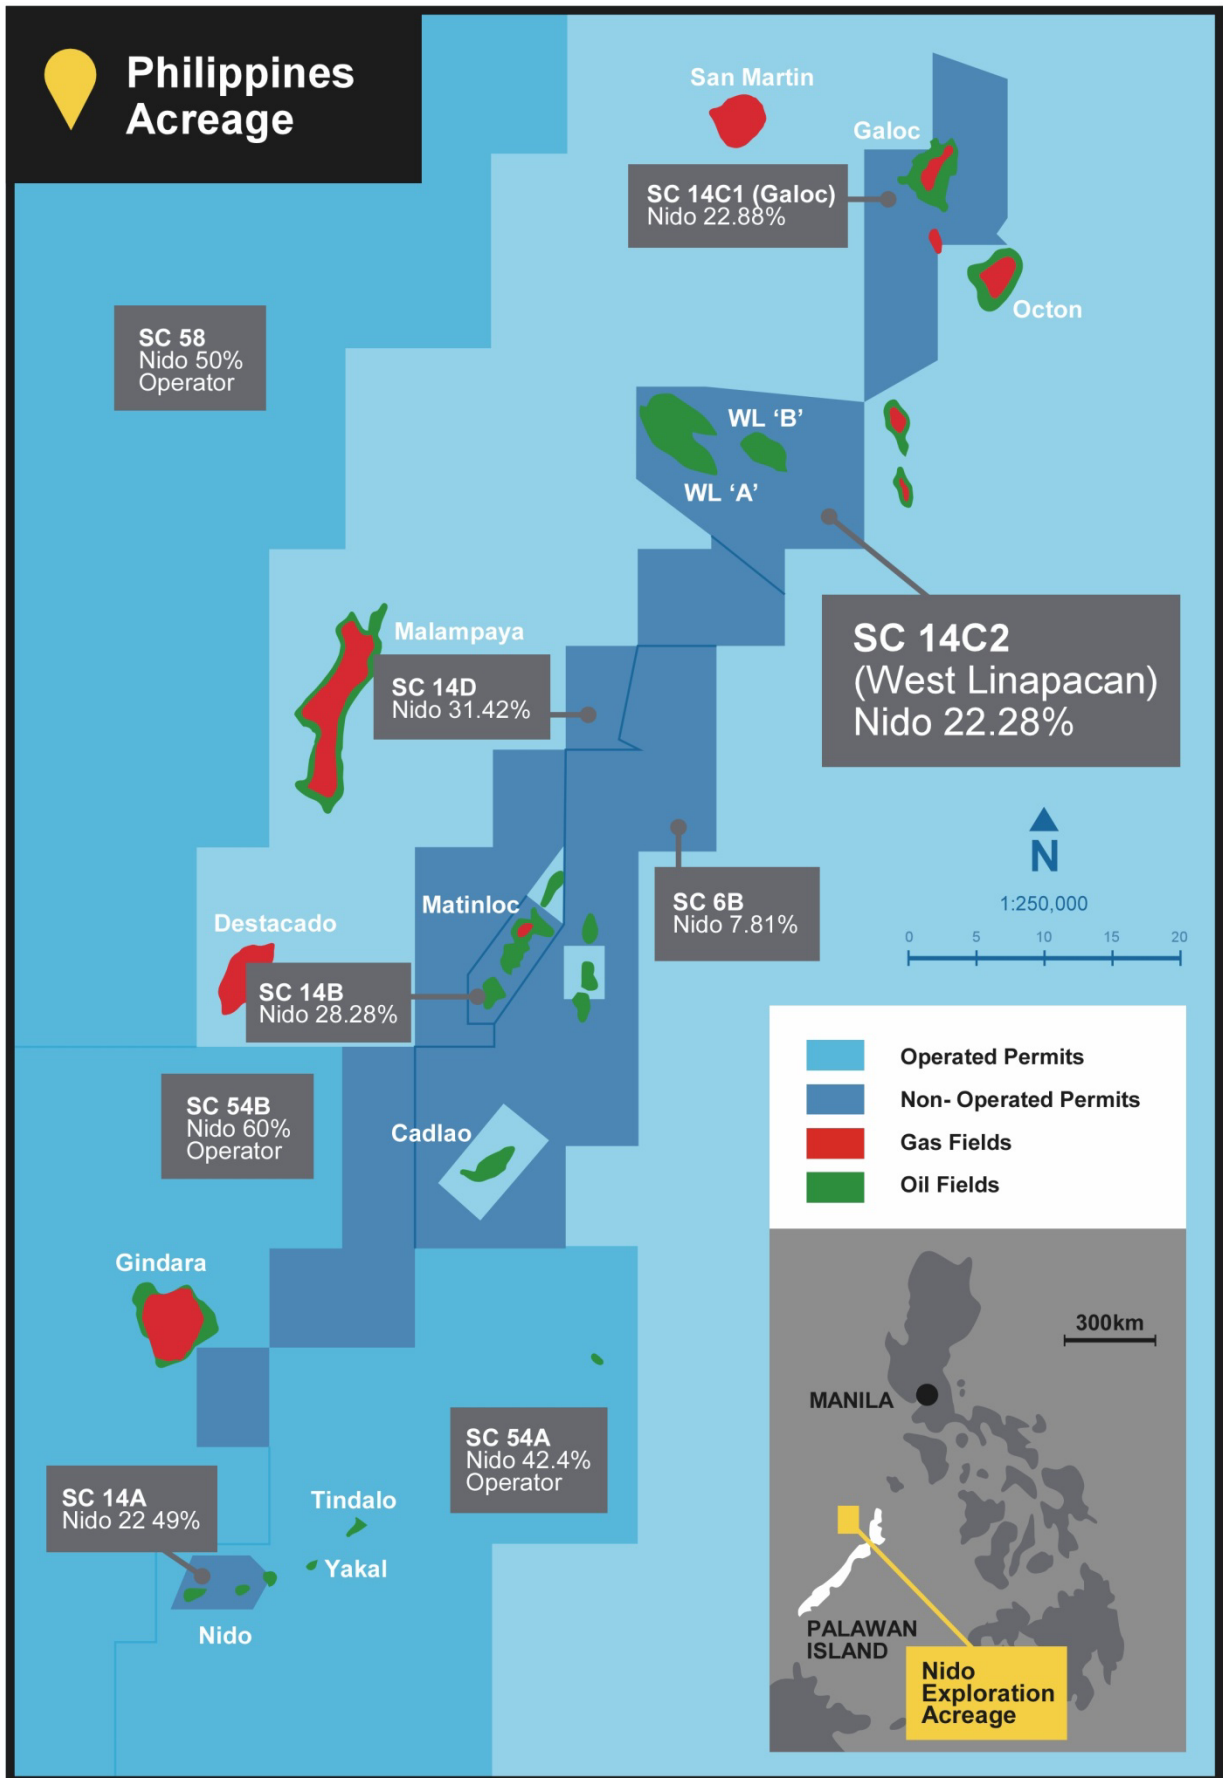 Philippines
Acreage
San Martin
Galoc
SC 14C1 (Galoc)
Nido 22.88%
Octon
SC 58
Nido 50%
Operator
WL ‘B’
WL ‘A’
SC 14C2
(West Linapacan)
Nido 22.28%
Malampaya
SC 14D
Nido 31.42%
N
1:250,000
0 5 10 15 20
Matinloc
SC 6B
Nido 7.81%
Destacado
SC 14B
Nido 28.28%
Operated Permits
Non- Operated Permits
Gas Fields
Oil Fields
SC 54B
Nido 60%
Operator
Cadlao
Gindara
300km
MANILA
SC 54A
Nido 42.4%
Operator
SC 14A
Nido 22 49%
Tindalo
Yakal
Nido
PALAWAN
ISLAND
Nido
Exploration
Acreage